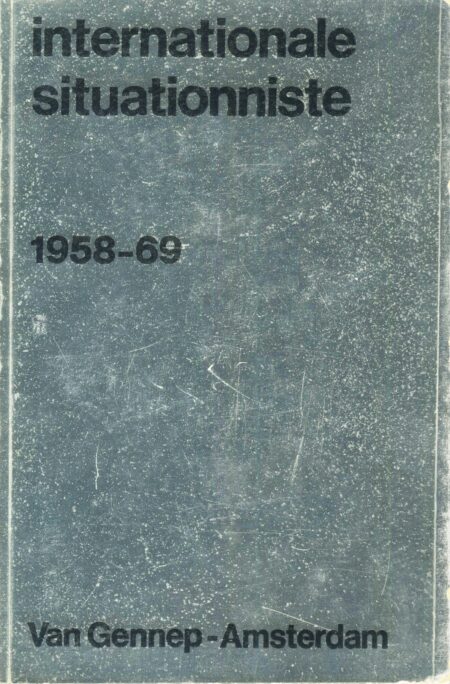 internationale
situationniste
1958–69
Van Gennep - Amsterdam